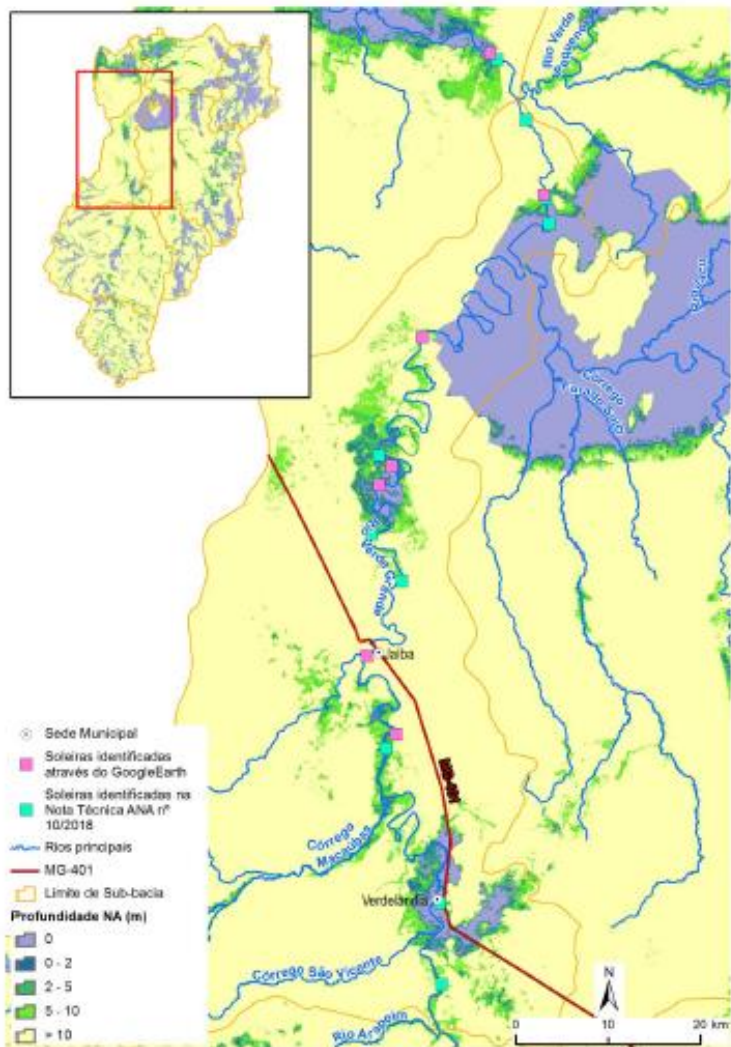 Rio Verde
Pequeno
Córrego
Rio
Verde Grande
Jaíba
MG-401
Córrego
Macaúbas
Verdelândia
Córrego São Vicente
Rio Arapoim
Sede Municipal
Soleiras identificadas
através do GoogleEarth
Soleiras identificadas na
Nota Técnica ANA nº
10/2018
Rios principais
MG-401
Limite de Sub-bacia
Profundidade NA (m)
0
0 - 2
2 - 5
5 - 10
> 10
N
0 10 20 km